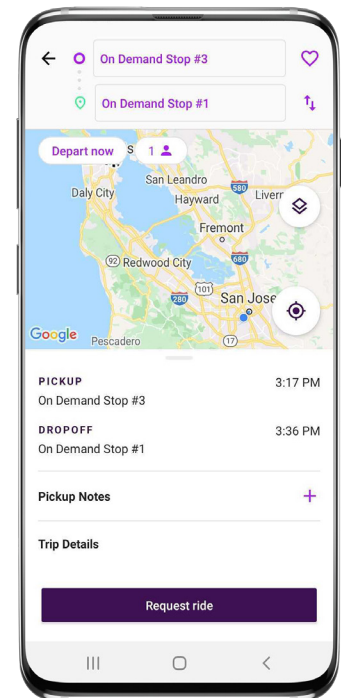 On Demand Stop #3
On Demand Stop #1
Depart now
1
San Leandro
Daly City
Hayward
580
Fremont
92
Redwood City
680
101
280
San Jose
Google
Pescadero
17
PICKUP 3:17 PM
On Demand Stop #3
DROPOFF 3:36 PM
On Demand Stop #1
Pickup Notes
Trip Details
Request ride